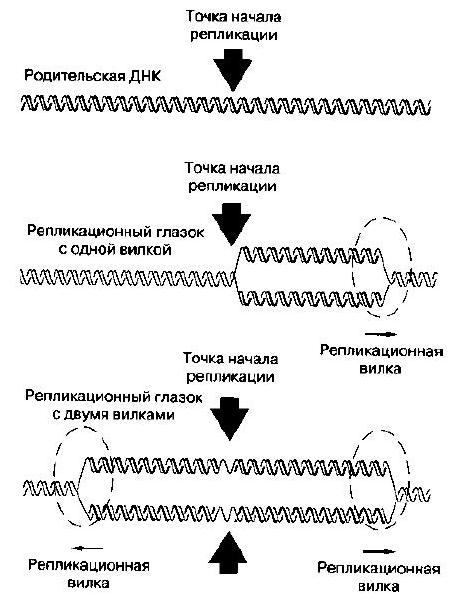 Точка начала
репликации
Родительская ДНК
Точка начала
репликации
Репликационный глазок
с одной вилкой
Репликационная
вилка
Точка начала
репликации
Репликационный глазок
с двумя вилками
Репликационная
вилка
Репликационная
вилка